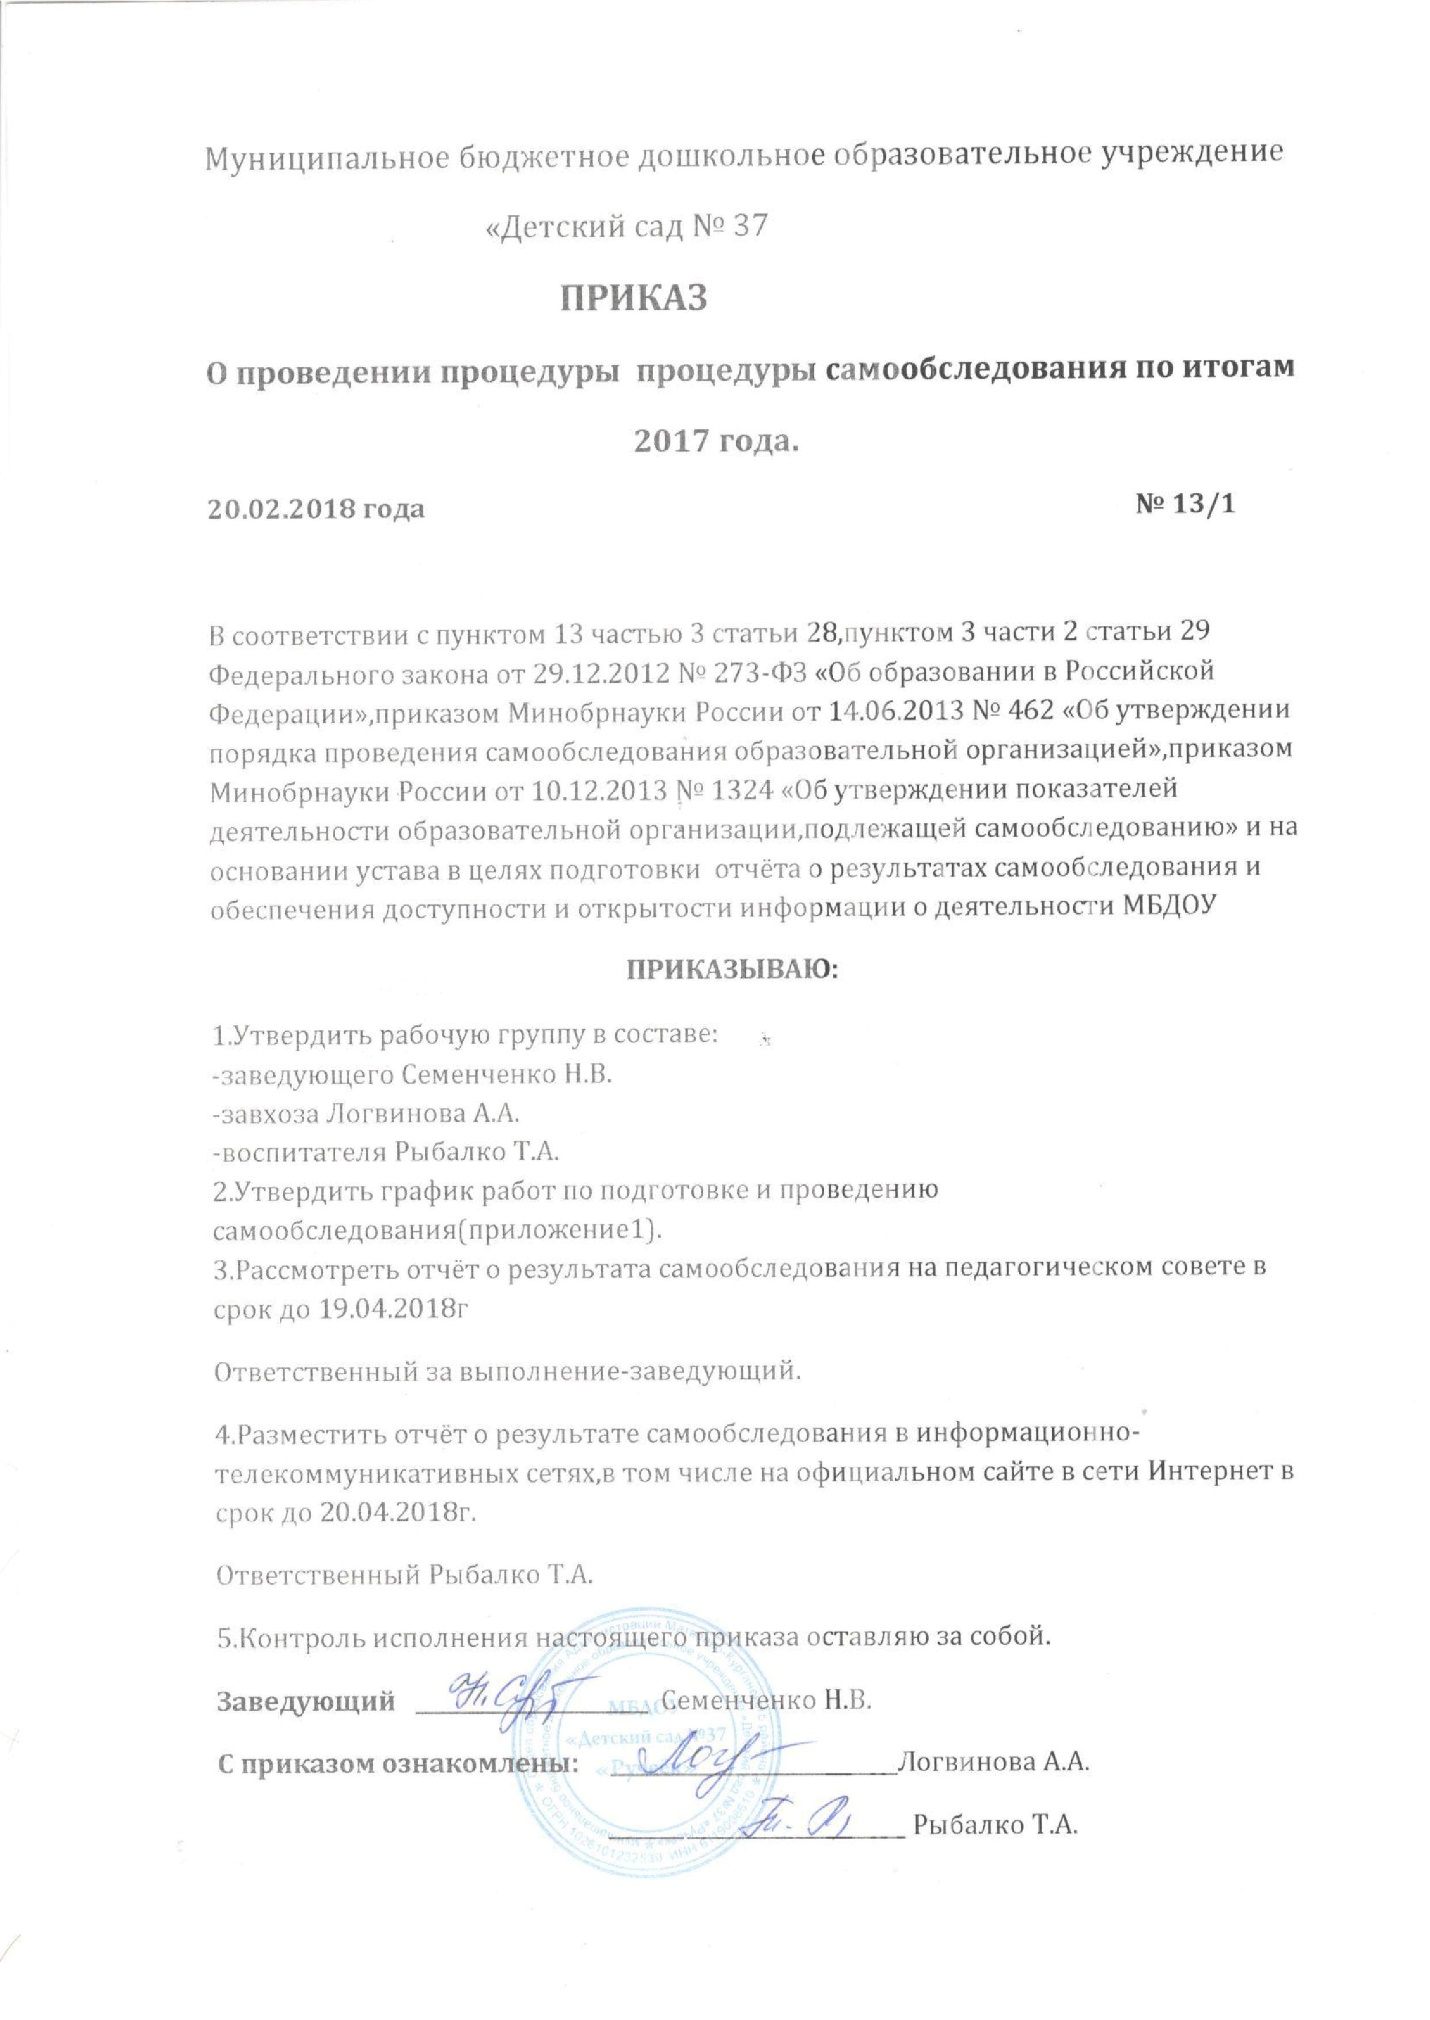 Муниципальное бюджетное дошкольное образовательное учреждение
«Детский сад № 37
ПРИКАЗ
О проведении процедуры  процедуры самообследования по итогам
2017 года.
20.02.2018 года № 13/1
В соответствии с пунктом 13 частью 3 статьи 28,пунктом 3 части 2 статьи 29
Федерального закона от 29.12.2012 № 273-ФЗ «Об образовании в Российской
Федерации»,приказом Минобрнауки России от 14.06.2013 № 462 «Об утверждении
порядка проведения самообследования образовательной организацией»,приказом
Минобрнауки России от 10.12.2013 № 1324 «Об утверждении показателей
деятельности образовательной организации,подлежащей самообследованию» и на
основании устава в целях подготовки  отчёта о результатах самообследования и
обеспечения доступности и открытости информации о деятельности МБДОУ
ПРИКАЗЫВАЮ:
1.Утвердить рабочую группу в составе:
-заведующего Семенченко Н.В.
-завхоза Логвинова А.А.
-воспитателя Рыбалко Т.А.
2.Утвердить график работ по подготовке и проведению
самообследования(приложение1).
3.Рассмотреть отчёт о результата самообследования на педагогическом совете в
срок до 19.04.2018г
Ответственный за выполнение-заведующий.
4.Разместить отчёт о результате самообследования в информационно-
телекоммуникативных сетях,в том числе на официальном сайте в сети Интернет в
срок до 20.04.2018г.
Ответственный Рыбалко Т.А.
5.Контроль исполнения настоящего приказа оставляю за собой.
Заведующий Семенченко Н.В.
МБДОУ
«Детский сад №37
С приказом ознакомлены: Логвинова А.А.
Рыбалко Т.А.